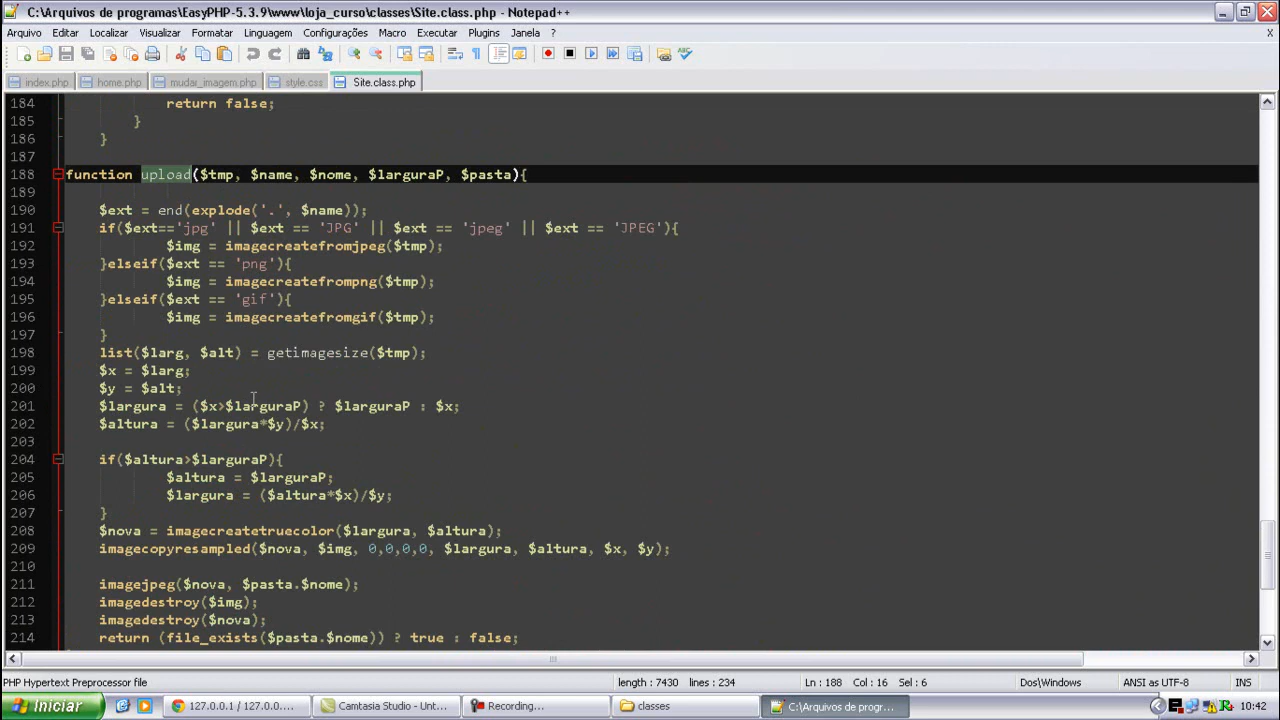 C:\Arquivos de programas\EasyPHP-5.3.9\www\loja_curso\classes\Site.class.php - Notepad++
Arquivo Editar Localizar Visualizar Formatar Linguagem Configurações Macro Executar Plugins Janela ? X
index.php home.php mudar_imagem.php style.css Site.class.php
184 return false;
185 }
186 }
187
188 function upload($tmp, $name, $nome, $larguraP, $pasta){
189
190 $ext = end(explode('.', $name));
191 if($ext=='jpg' || $ext == 'JPG' || $ext == 'jpeg' || $ext == 'JPEG'){
192 $img = imagecreatefromjpeg($tmp);
193 }elseif($ext == 'png'){
194 $img = imagecreatefrompng($tmp);
195 }elseif($ext == 'gif'){
196 $img = imagecreatefromgif($tmp);
197 }
198 list($larg, $alt) = getimagesize($tmp);
199 $x = $larg;
200 $y = $alt;
201 $largura = ($x>$larguraP) ? $larguraP : $x;
202 $altura = ($largura*$y)/$x;
203
204 if($altura>$larguraP){
205 $altura = $larguraP;
206 $largura = ($altura*$x)/$y;
207 }
208 $nova = imagecreatetruecolor($largura, $altura);
209 imagecopyresampled($nova, $img, 0,0,0,0, $largura, $altura, $x, $y);
210
211 imagejpeg($nova, $pasta.$nome);
212 imagedestroy($img);
213 imagedestroy($nova);
214 return (file_exists($pasta.$nome)) ? true : false;
PHP Hypertext Preprocessor file length : 7430 lines : 234 Ln : 188 Col : 16 Sel : 6 Dos\Windows ANSI as UTF-8 INS
Iniciar 127.0.0.1 / 127.0.0.... Camtasia Studio - Unt... Recording... classes C:\Arquivos de progr... 10:42